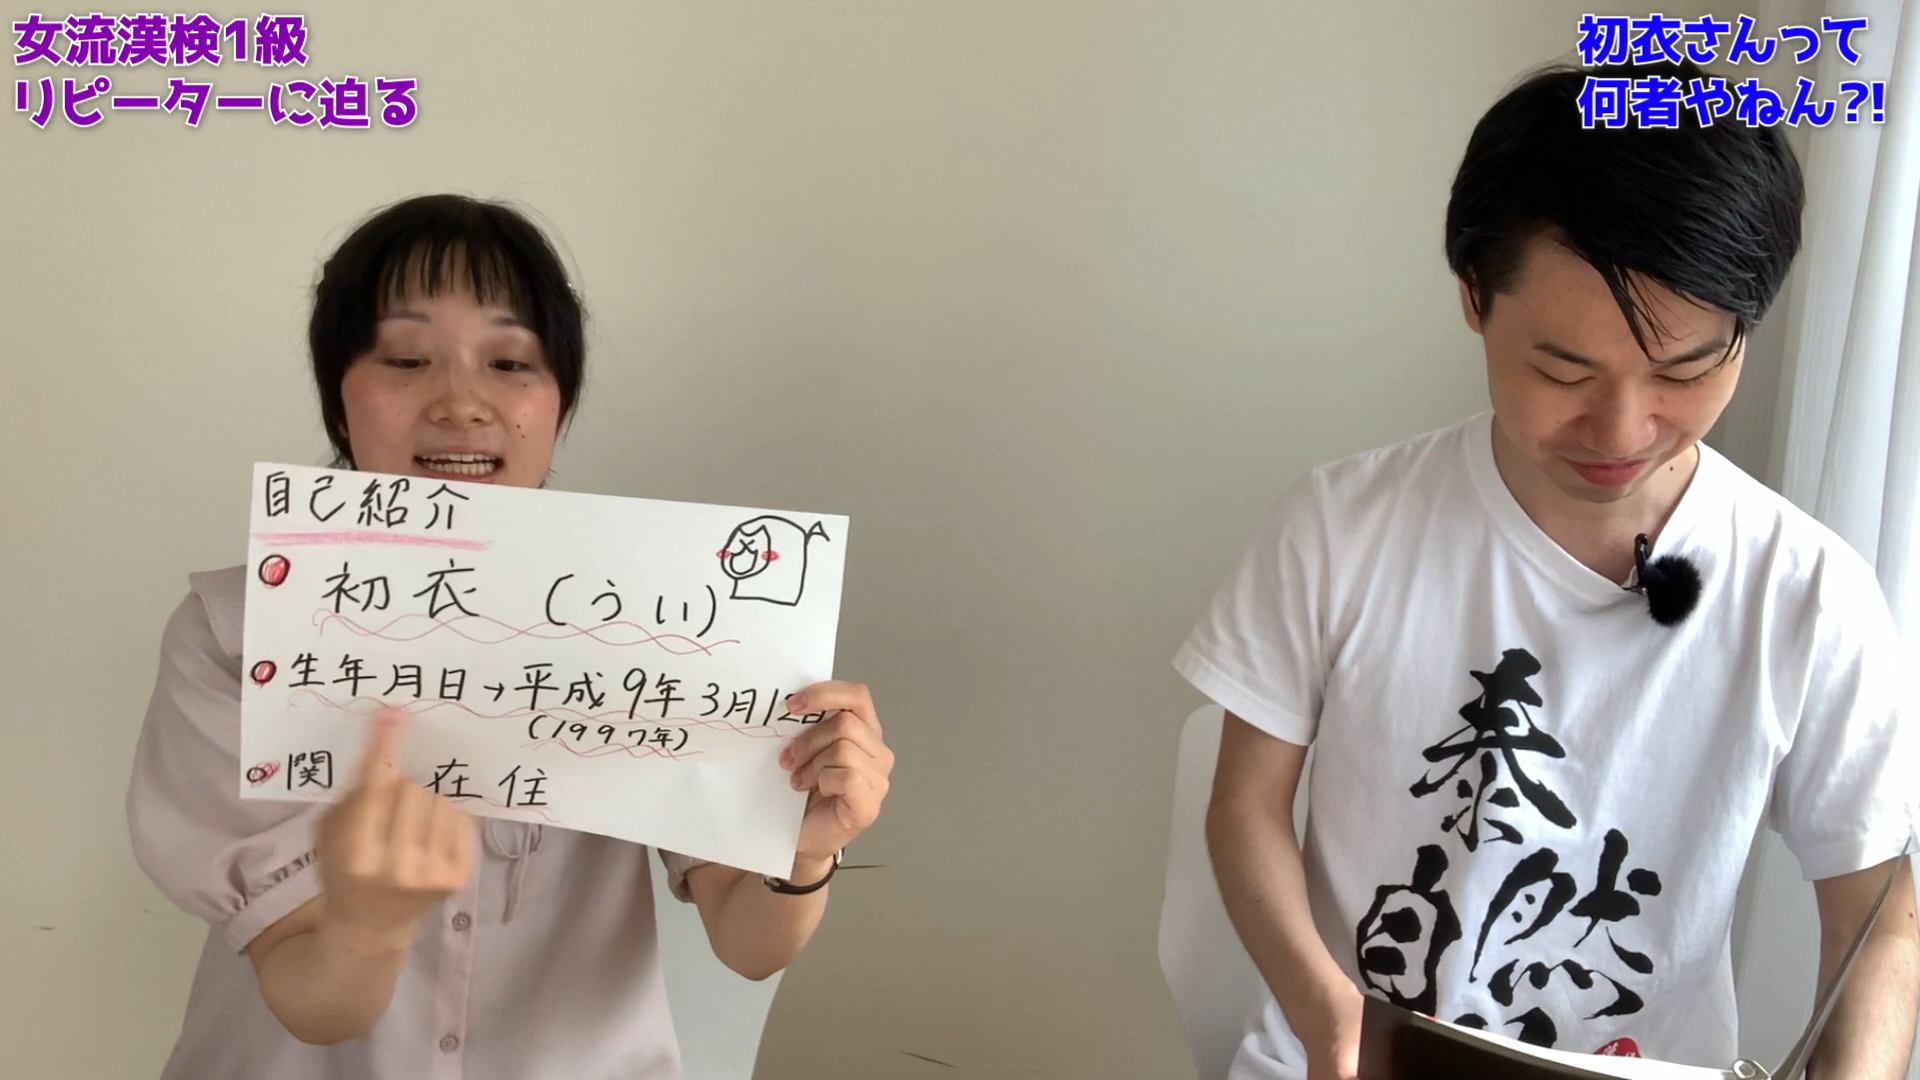 女流漢検1級
リピーターに迫る
初衣さんって
何者やねん?!
自己紹介
初衣 (うい)
生年月日→平成9年3月12日
(1997年)
関 在住
泰
然
自